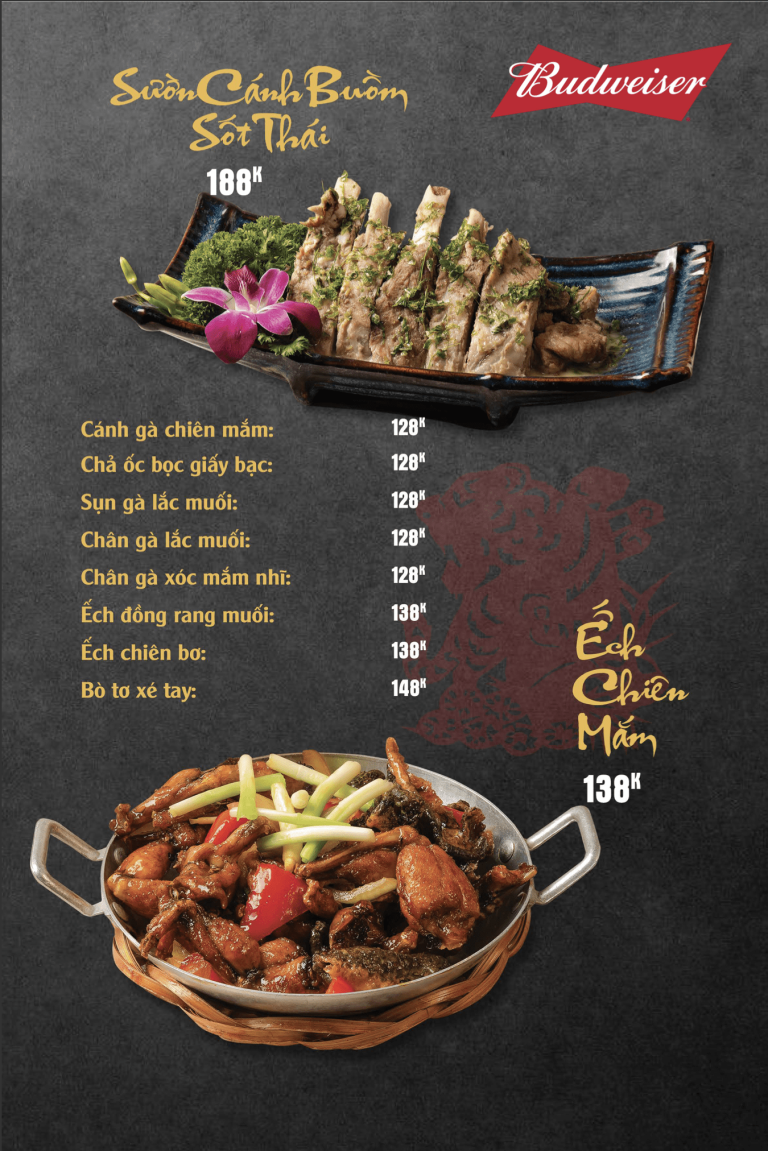 Sườn Cánh Buồm
Sốt Thái
188K
Budweiser
Cánh gà chiên mắm: 128K
Chả ốc bọc giấy bạc: 128K
Sụn gà lắc muối: 128K
Chân gà lắc muối: 128K
Chân gà xóc mắm nhĩ: 128K
Ếch đồng rang muối: 138K
Ếch chiên bơ: 138K
Bò tơ xé tay: 148K
Ếch
Chiên
Mắm
138K